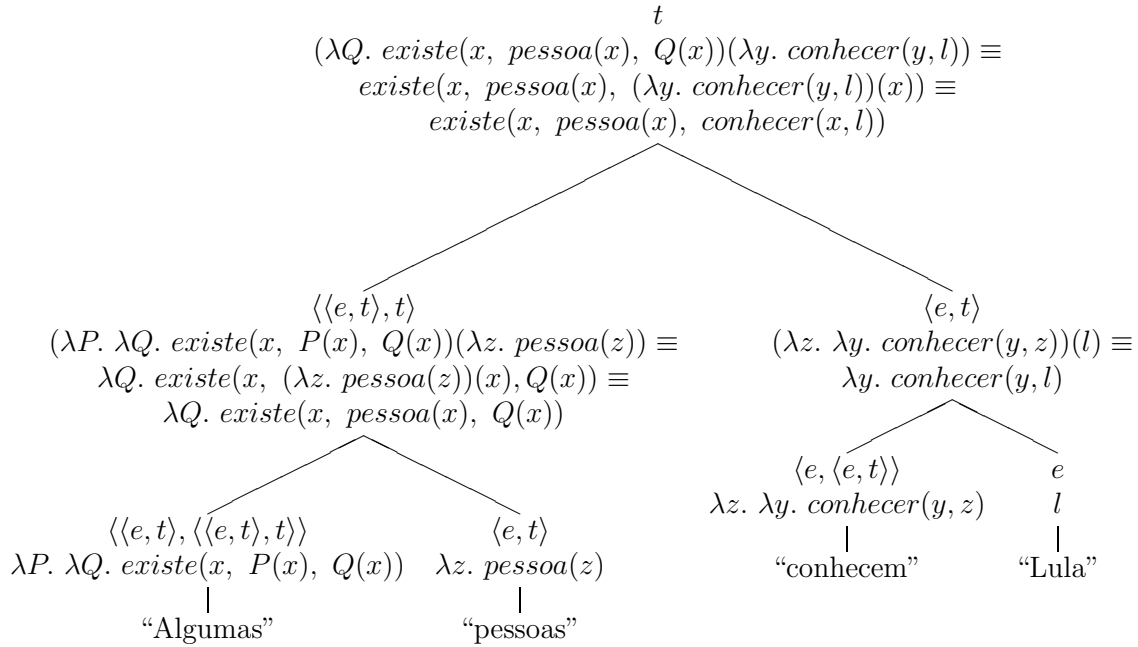 t
(λQ. existe(x, pessoa(x), Q(x))(λy. conhecer(y, l)) ≡
existe(x, pessoa(x), (λy. conhecer(y, l))(x)) ≡
existe(x, pessoa(x), conhecer(x, l))
⟨⟨e, t⟩, t⟩
(λP. λQ. existe(x, P(x), Q(x))(λz. pessoa(z)) ≡
λQ. existe(x, (λz. pessoa(z))(x), Q(x)) ≡
λQ. existe(x, pessoa(x), Q(x))
⟨e, t⟩
(λz. λy. conhecer(y, z))(l) ≡
λy. conhecer(y, l)
⟨⟨e, t⟩, ⟨⟨e, t⟩, t⟩⟩
λP. λQ. existe(x, P(x), Q(x))
“Algumas”
⟨e, t⟩
λz. pessoa(z)
“pessoas”
⟨e, ⟨e, t⟩⟩
λz. λy. conhecer(y, z)
“conhecem”
e
l
“Lula”